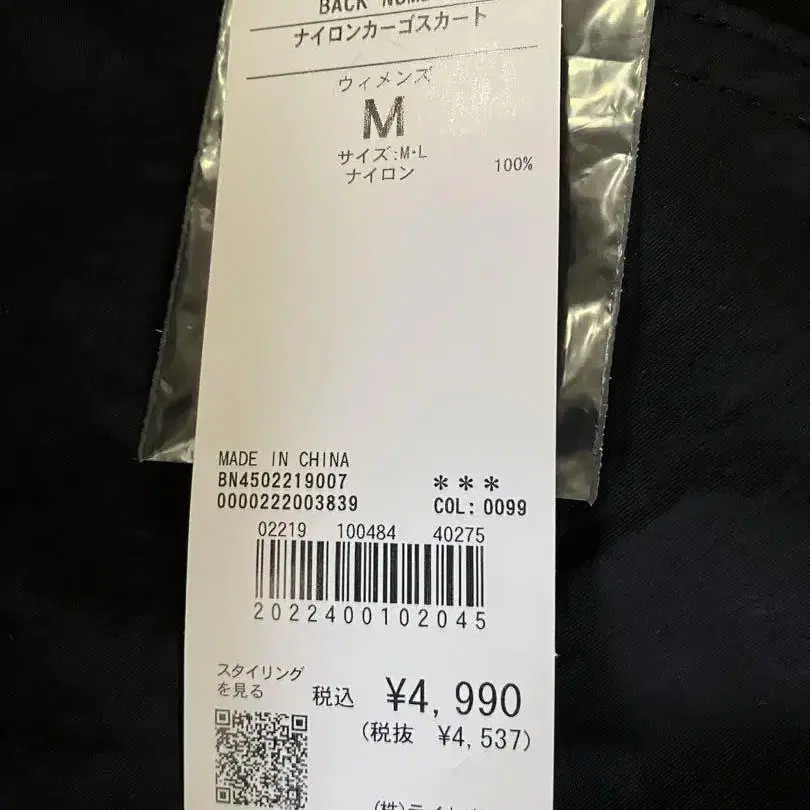 BACK
ナイロンカーゴスカート
ウィメンズ
M
サイズ:M・L
ナイロン 100%
MADE IN CHINA
BN4502219007 ***
0000222003839 COL: 0099
02219 100484 40275
2022400102045
スタイリング
を見る
税込 ¥4,990
(税抜 ¥4,537)